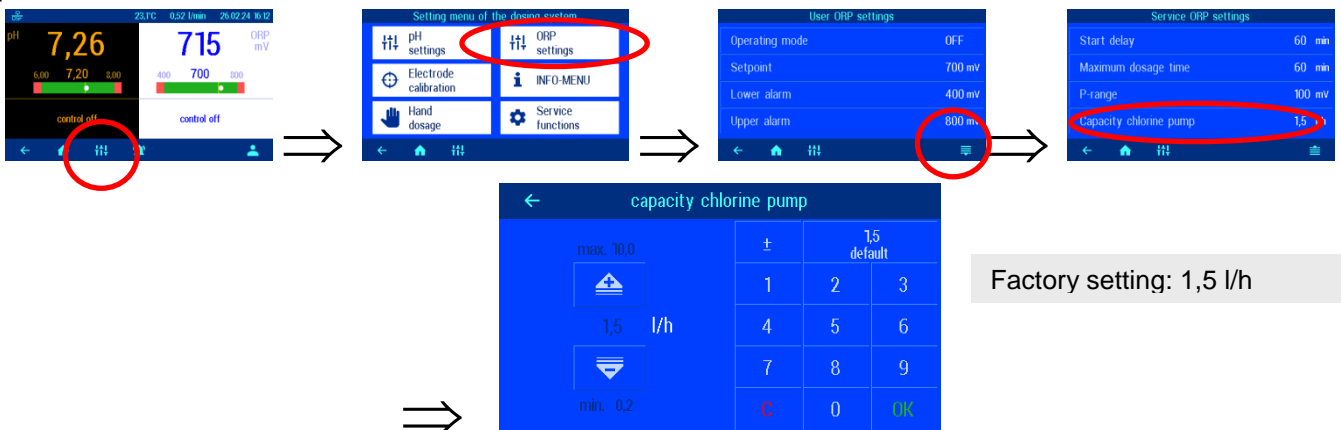 23,1°C 0,52 l/min 26.02.24 16:12
pH 7,26
6,00 7,20 8,00
control off
715 ORP mV
400 700 800
control off
Setting menu of the dosing system
pH settings
ORP settings
Electrode calibration
INFO-MENU
Hand dosage
Service functions
User ORP settings
Operating mode OFF
Setpoint 700 mV
Lower alarm 400 mV
Upper alarm 800 mV
Service ORP settings
Start delay 60 min
Maximum dosage time 60 min
P-range 100 mV
Capacity chlorine pump 1,5 l/h
capacity chlorine pump
max. 10,0
1,5 l/h
min. 0,2
± 1,5 default
1 2 3
4 5 6
7 8 9
C 0 OK
Factory setting: 1,5 l/h